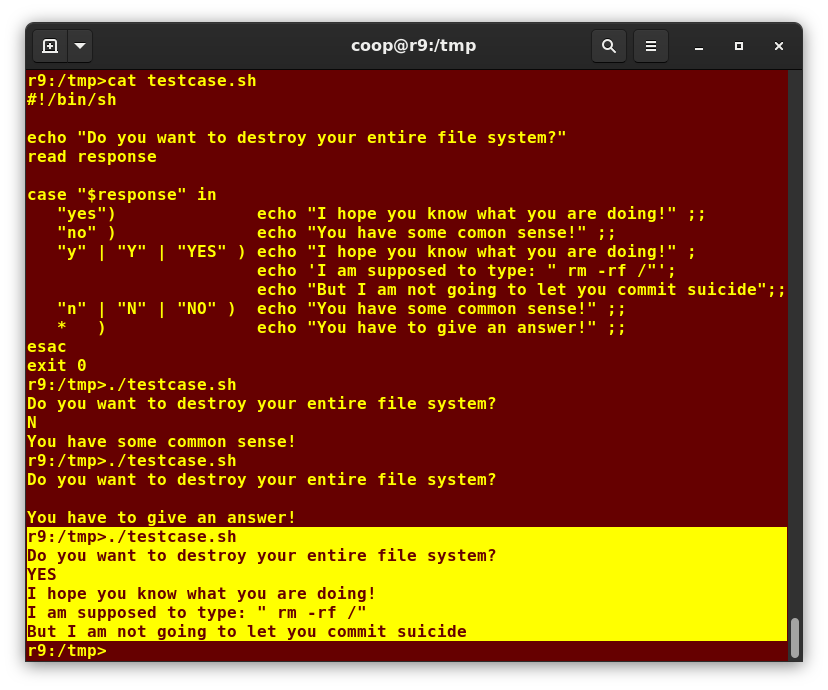 coop@r9:/tmp
r9:/tmp>cat testcase.sh
#!/bin/sh

echo "Do you want to destroy your entire file system?"
read response

case "$response" in
   "yes")              echo "I hope you know what you are doing!" ;;
   "no" )              echo "You have some comon sense!" ;;
   "y" | "Y" | "YES" ) echo "I hope you know what you are doing!" ;
                       echo 'I am supposed to type: " rm -rf /"';
                       echo "But I am not going to let you commit suicide";;
   "n" | "N" | "NO" )  echo "You have some common sense!" ;;
   *   )               echo "You have to give an answer!" ;;
esac
exit 0
r9:/tmp>./testcase.sh
Do you want to destroy your entire file system?
N
You have some common sense!
r9:/tmp>./testcase.sh
Do you want to destroy your entire file system?

You have to give an answer!
r9:/tmp>./testcase.sh
Do you want to destroy your entire file system?
YES
I hope you know what you are doing!
I am supposed to type: " rm -rf /"
But I am not going to let you commit suicide
r9:/tmp>